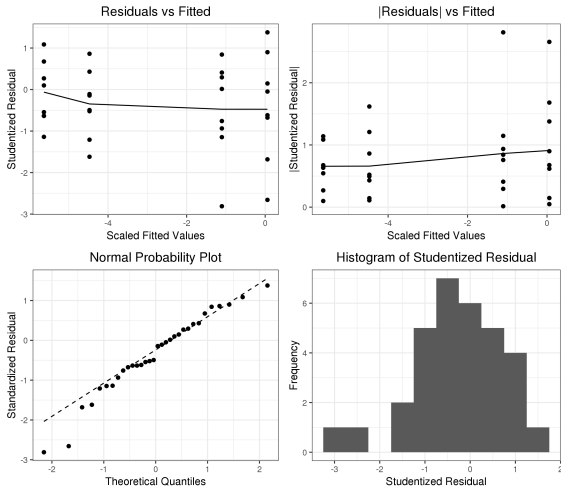 Residuals vs Fitted
Studentized Residual
1
0
-1
-2
-3
-4
-2
0
Scaled Fitted Values
|Residuals| vs Fitted
|Studentized Residual|
2
1
0
-4
-2
0
Scaled Fitted Values
Normal Probability Plot
Standardized Residual
1
0
-1
-2
-3
-2
-1
0
1
2
Theoretical Quantiles
Histogram of Studentized Residual
Frequency
6
4
2
0
-3
-2
-1
0
1
2
Studentized Residual